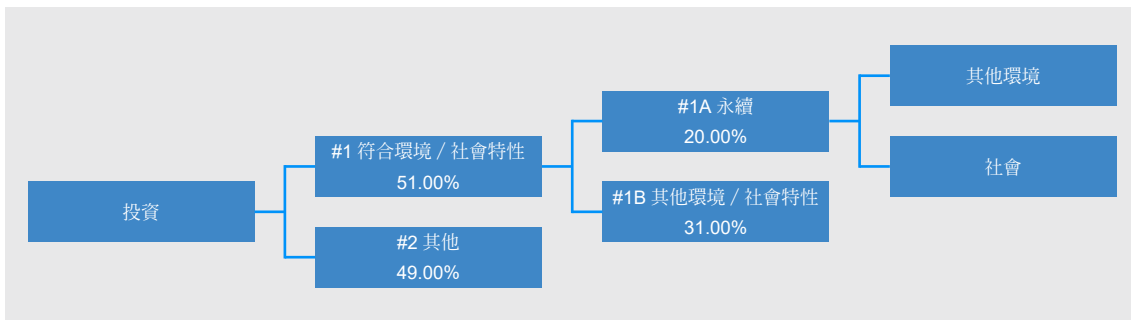 投資
#1 符合環境 / 社會特性
51.00%
#2 其他
49.00%
#1A 永續
20.00%
#1B 其他環境 / 社會特性
31.00%
其他環境
社會